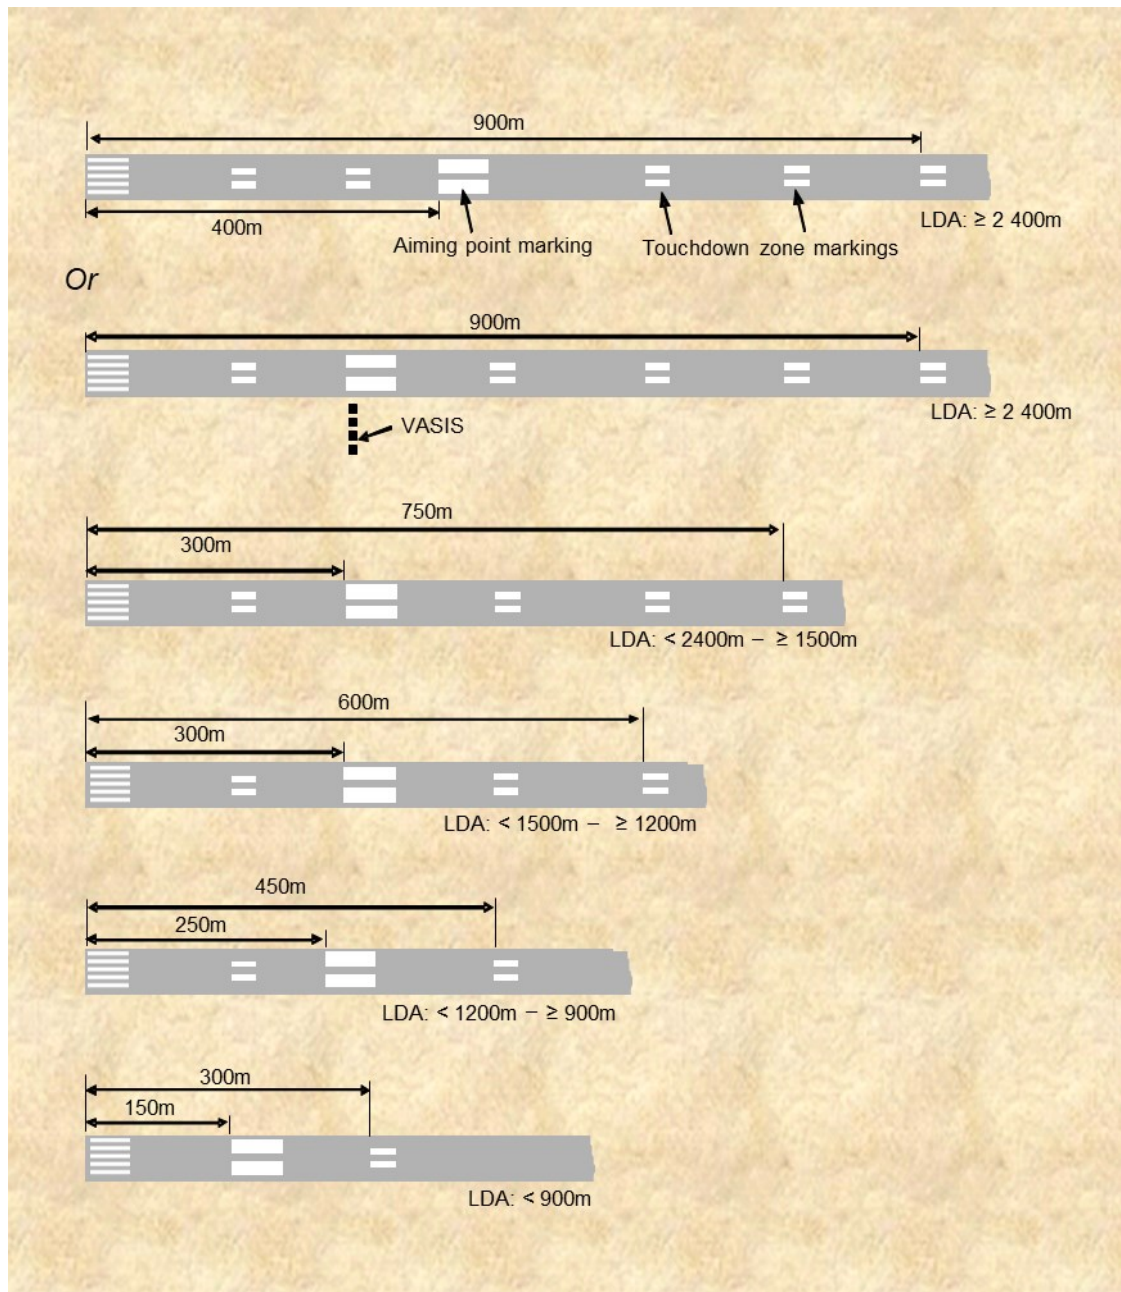 900m
400m
Aiming point marking
Touchdown zone markings
LDA: ≥ 2 400m
Or
900m
LDA: ≥ 2 400m
VASIS
750m
300m
LDA: < 2400m – ≥ 1500m
600m
300m
LDA: < 1500m – ≥ 1200m
450m
250m
LDA: < 1200m – ≥ 900m
300m
150m
LDA: < 900m